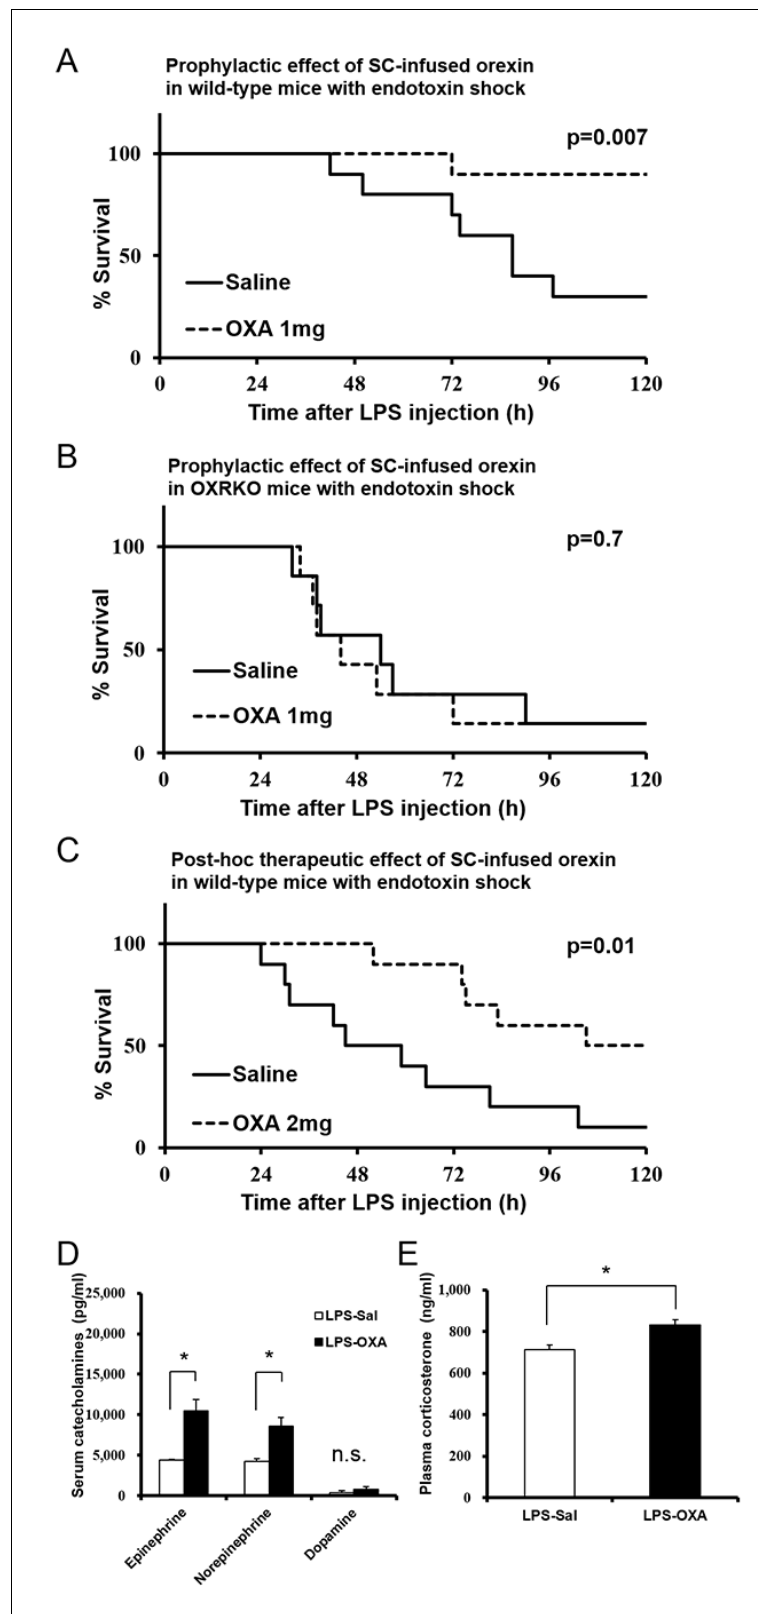 A
Prophylactic effect of SC-infused orexin
in wild-type mice with endotoxin shock
p=0.007
100
50
0
% Survival
Saline
OXA 1mg
0 24 48 72 96 120
Time after LPS injection (h)
B
Prophylactic effect of SC-infused orexin
in OXRKO mice with endotoxin shock
p=0.7
100
50
0
% Survival
Saline
OXA 1mg
0 24 48 72 96 120
Time after LPS injection (h)
C
Post-hoc therapeutic effect of SC-infused orexin
in wild-type mice with endotoxin shock
p=0.01
100
50
0
% Survival
Saline
OXA 2mg
0 24 48 72 96 120
Time after LPS injection (h)
D
Serum catecholamines (pg/ml)
25,000
20,000
15,000
10,000
5,000
0
LPS-Sal
LPS-OXA
*
*
n.s.
Epinephrine
Norepinephrine
Dopamine
E
Plasma corticosterone (ng/ml)
1,000
800
600
400
200
0
*
LPS-Sal LPS-OXA